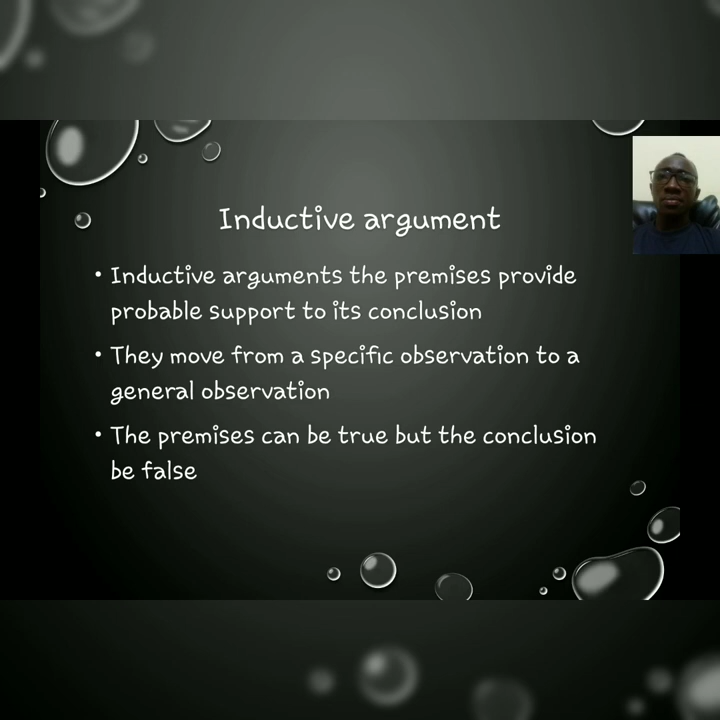 Inductive argument
• Inductive arguments the premises provide
probable support to its conclusion
• They move from a specific observation to a
general observation
• The premises can be true but the conclusion
be false